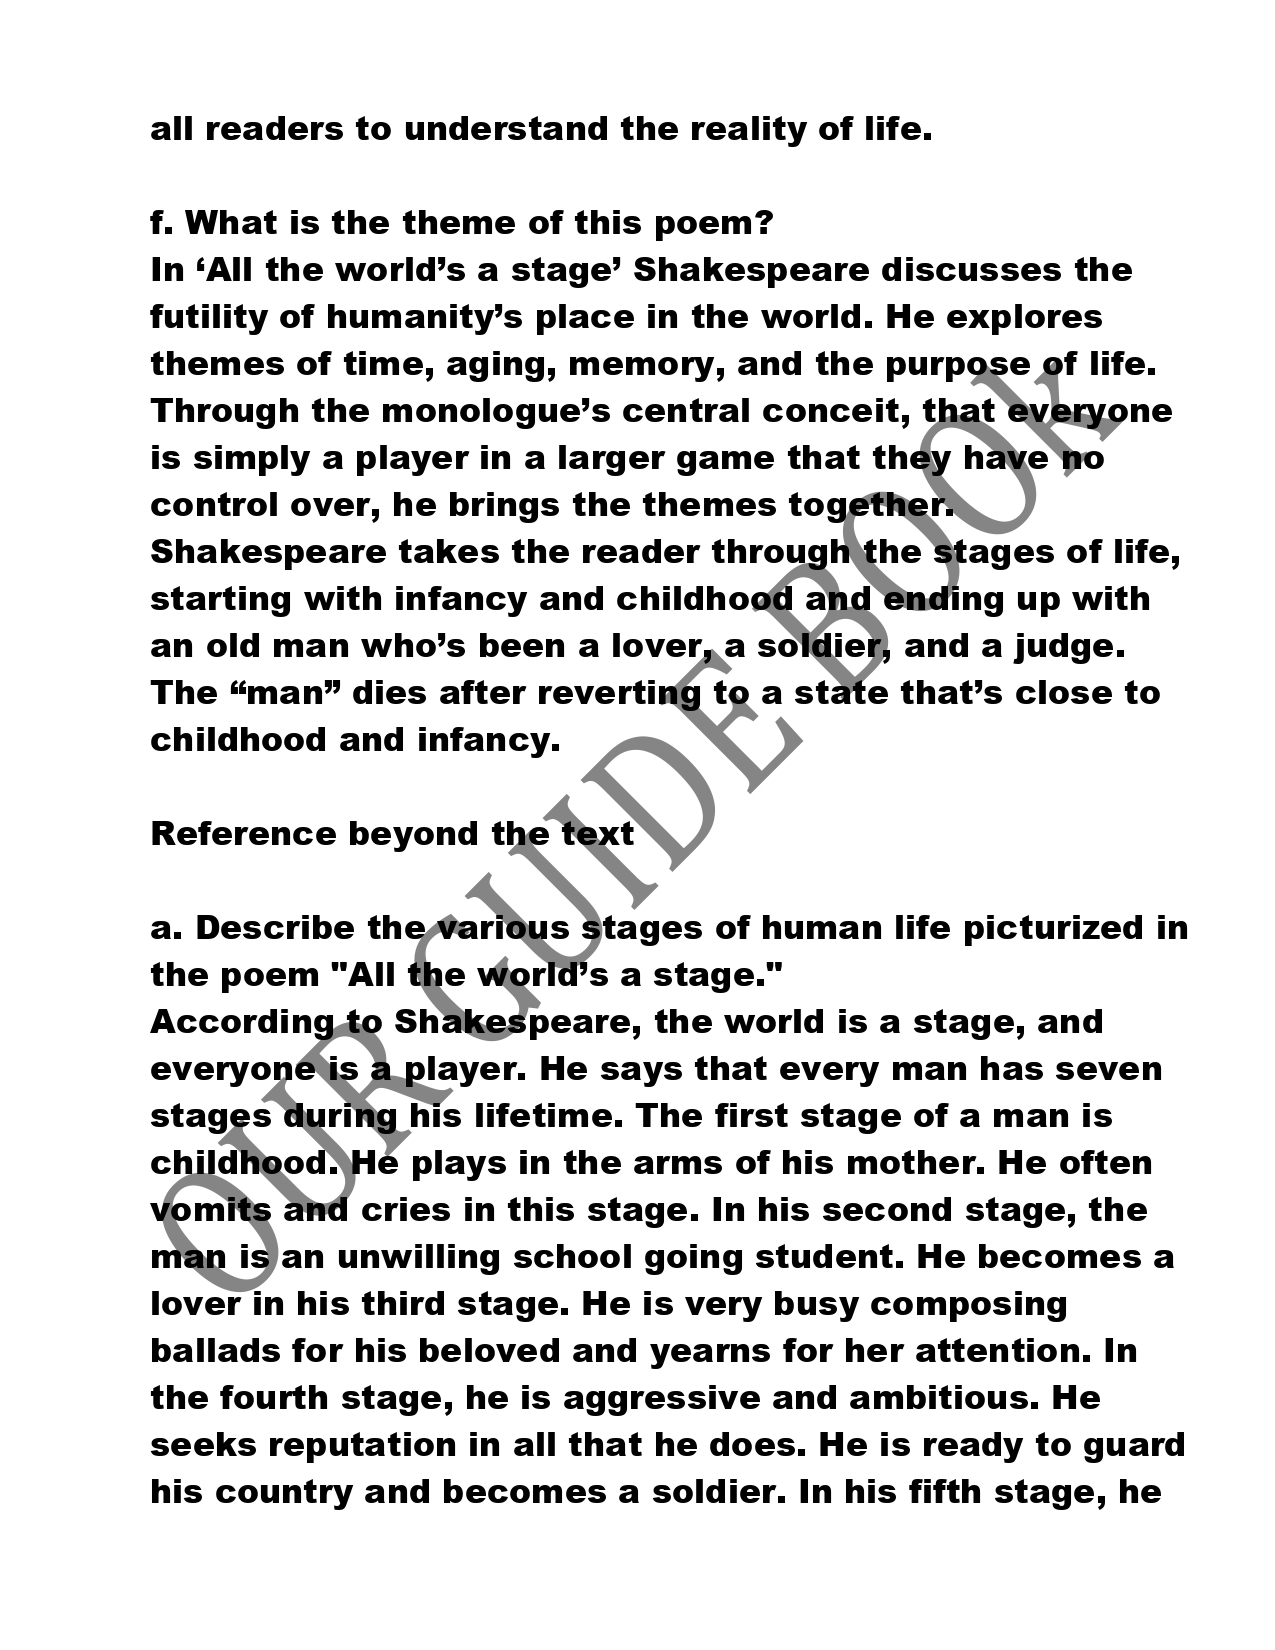 all readers to understand the reality of life.
f. What is the theme of this poem?
In ‘All the world’s a stage’ Shakespeare discusses the
futility of humanity’s place in the world. He explores
themes of time, aging, memory, and the purpose of life.
Through the monologue’s central conceit, that everyone
is simply a player in a larger game that they have no
control over, he brings the themes together.
Shakespeare takes the reader through the stages of life,
starting with infancy and childhood and ending up with
an old man who’s been a lover, a soldier, and a judge.
The “man” dies after reverting to a state that’s close to
childhood and infancy.
Reference beyond the text
a. Describe the various stages of human life picturized in
the poem "All the world’s a stage."
According to Shakespeare, the world is a stage, and
everyone is a player. He says that every man has seven
stages during his lifetime. The first stage of a man is
childhood. He plays in the arms of his mother. He often
vomits and cries in this stage. In his second stage, the
man is an unwilling school going student. He becomes a
lover in his third stage. He is very busy composing
ballads for his beloved and yearns for her attention. In
the fourth stage, he is aggressive and ambitious. He
seeks reputation in all that he does. He is ready to guard
his country and becomes a soldier. In his fifth stage, he
OUR GUIDE BOOk